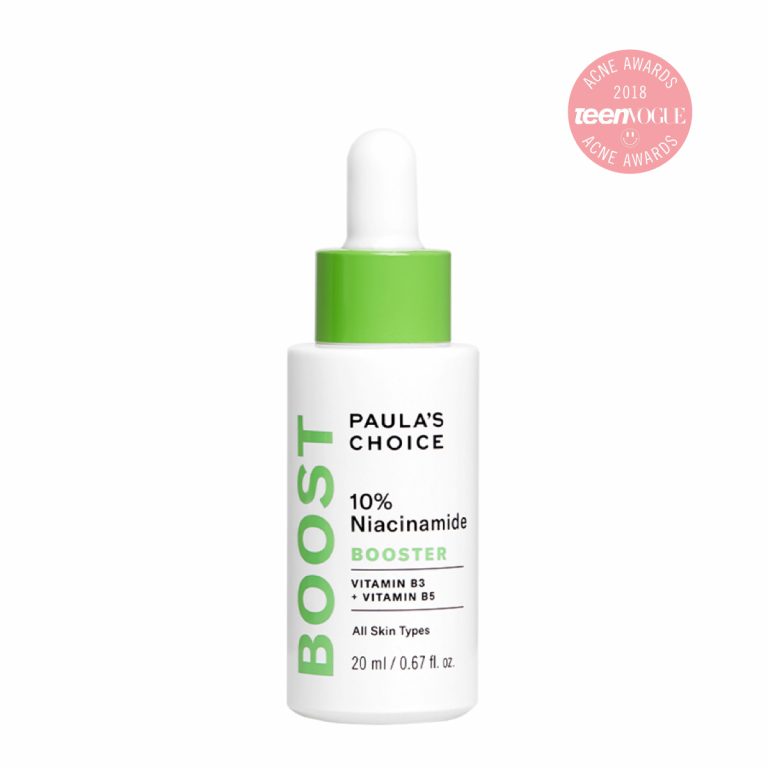 ACNE AWARDS
2018
teenVOGUE
ACNE AWARDS
BOOST
PAULA'S
CHOICE
10%
Niacinamide
BOOSTER
VITAMIN B3
+ VITAMIN B5
All Skin Types
20 ml / 0.67 fl. oz.